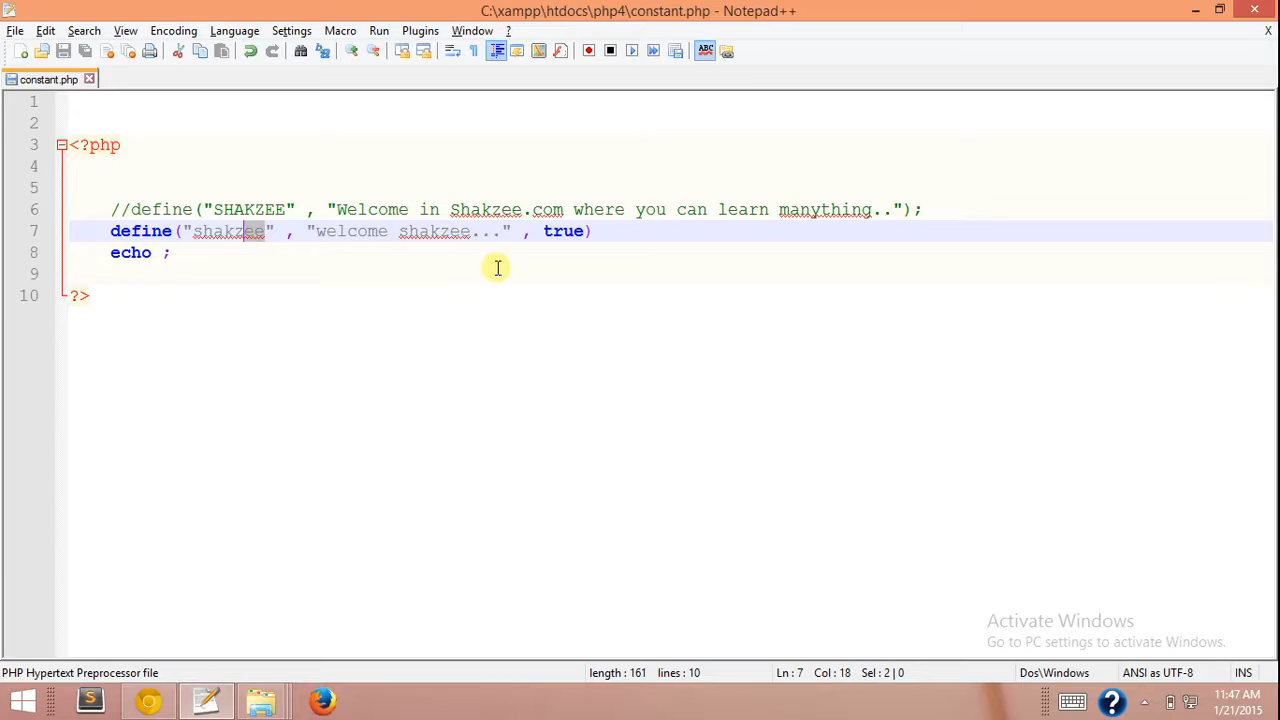 C:\xampp\htdocs\php4\constant.php - Notepad++
File Edit Search View Encoding Language Settings Macro Run Plugins Window ? X
constant.php
1
2
3 <?php
4
5
6 //define("SHAKZEE" , "Welcome in Shakzee.com where you can learn manything..");
7 define("shakzee" , "welcome shakzee..." , true)
8 echo ;
9
10 ?>
Activate Windows
Go to PC settings to activate Windows.
PHP Hypertext Preprocessor file length : 161 lines : 10 Ln : 7 Col : 18 Sel : 2 | 0 Dos\Windows ANSI as UTF-8 INS
11:47 AM
1/21/2015